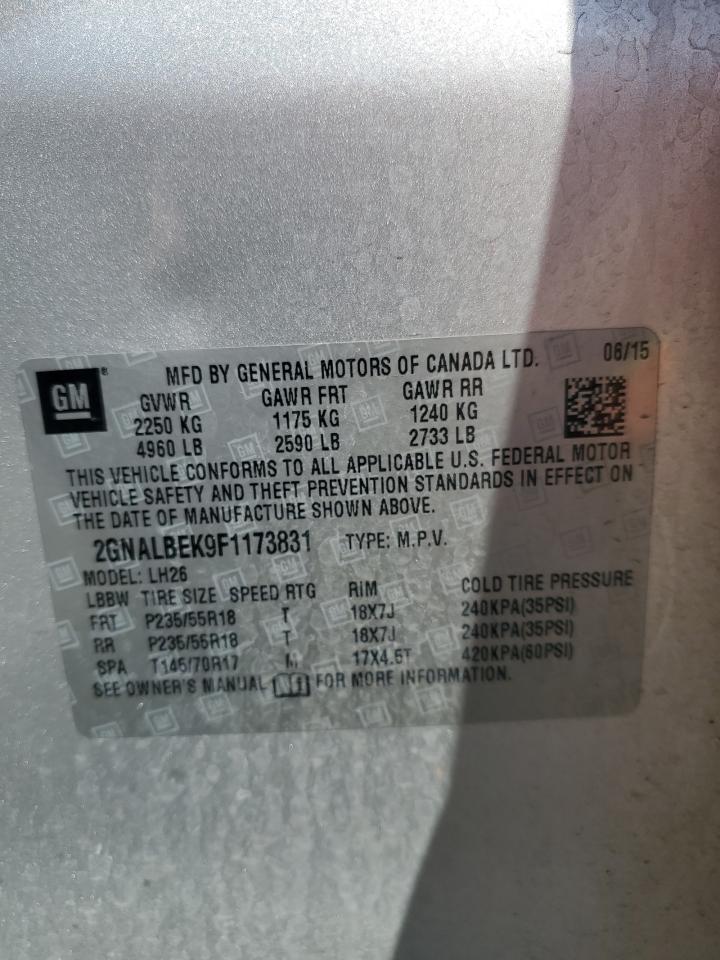 GM ® MFD BY GENERAL MOTORS OF CANADA LTD. 06/15
GVWR GAWR FRT GAWR RR
2250 KG 1175 KG 1240 KG
4960 LB 2590 LB 2733 LB
THIS VEHICLE CONFORMS TO ALL APPLICABLE U.S. FEDERAL MOTOR
VEHICLE SAFETY AND THEFT PREVENTION STANDARDS IN EFFECT ON
THE DATE OF MANUFACTURE SHOWN ABOVE.
2GNALBEK9F1173831 TYPE: M.P.V.
MODEL: LH26
LBBW TIRE SIZE SPEED RTG RIM COLD TIRE PRESSURE
FRT P235/55R18 T 18X7J 240KPA(35PSI)
RR P235/55R18 T 18X7J 240KPA(35PSI)
SPA T145/70R17 M 17X4.5T 420KPA(60PSI)
SEE OWNER'S MANUAL FOR MORE INFORMATION.